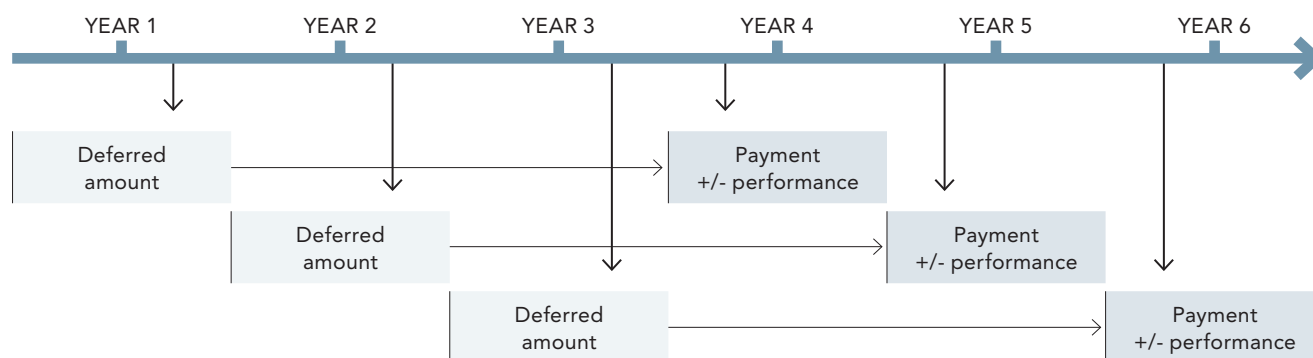 YEAR 1
YEAR 2
YEAR 3
YEAR 4
YEAR 5
YEAR 6
Deferred
amount
Payment
+/- performance
Deferred
amount
Payment
+/- performance
Deferred
amount
Payment
+/- performance